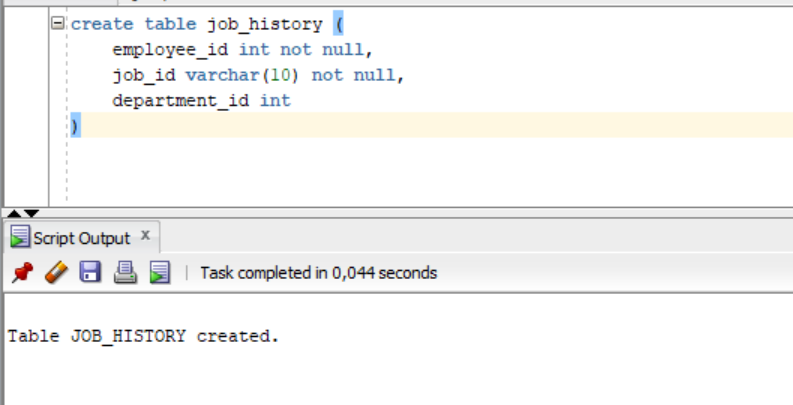 create table job_history (
employee_id int not null,
job_id varchar(10) not null,
department_id int
)
Script Output x
Task completed in 0,044 seconds
Table JOB_HISTORY created.